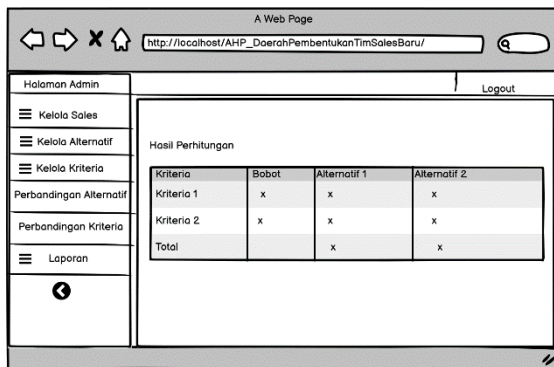 A Web Page
http://localhost/AHP_DaerahPembentukanTimSalesBaru/
Halaman Admin
Logout
Kelola Sales
Kelola Alternatif
Kelola Kriteria
Perbandingan Alternatif
Perbandingan Kriteria
Laporan
Hasil Perhitungan
Kriteria Bobot Alternatif 1 Alternatif 2
Kriteria 1 x x x
Kriteria 2 x x x
Total x x